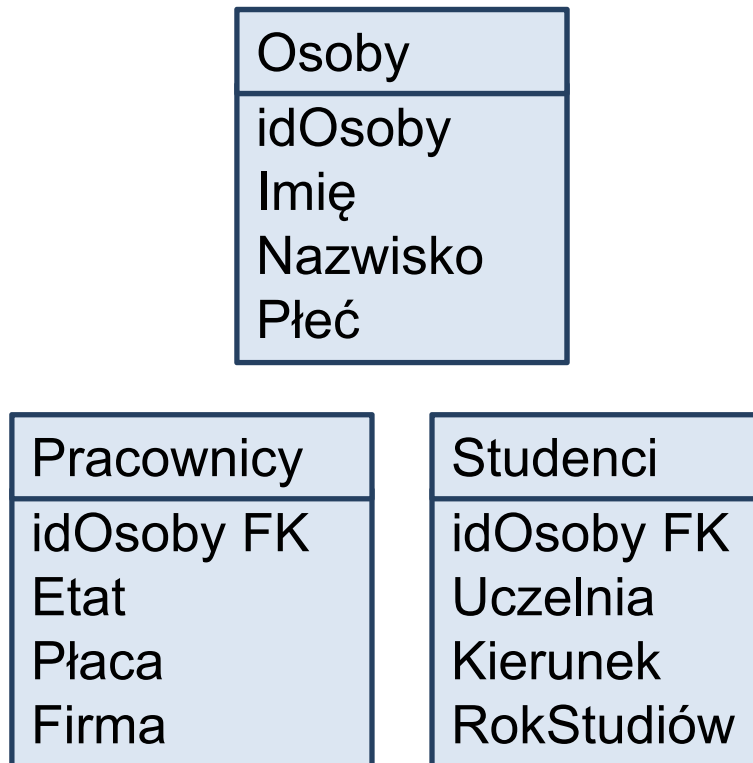 Osoby
idOsoby
Imię
Nazwisko
Płeć
Pracownicy
idOsoby FK
Etat
Płaca
Firma
Studenci
idOsoby FK
Uczelnia
Kierunek
RokStudiów